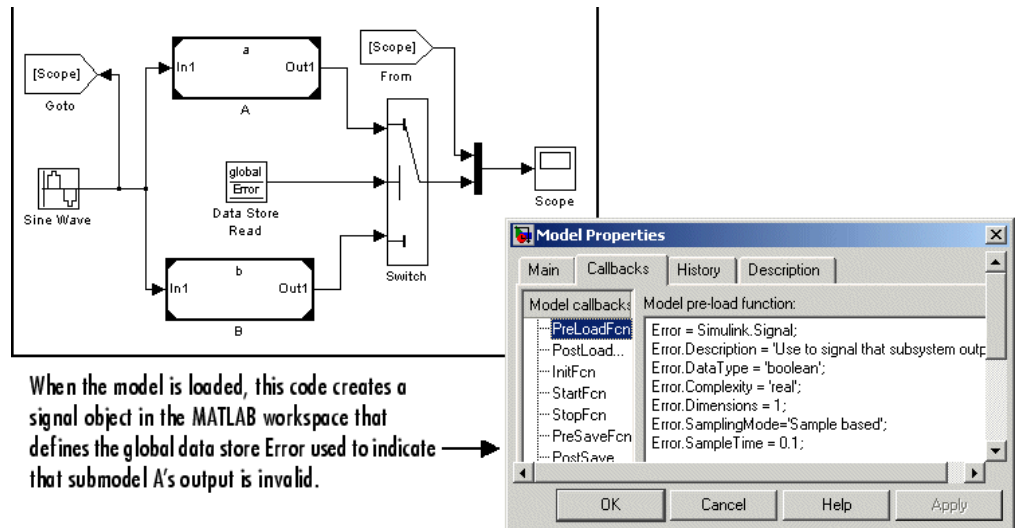 [Scope]
Goto
a
In1
Out1
A
[Scope]
From
Sine Wave
global
Error
Data Store
Read
Switch
Scope
b
In1
Out1
B
When the model is loaded, this code creates a
signal object in the MATLAB workspace that
defines the global data store Error used to indicate
that submodel A's output is invalid.
Model Properties
Main
Callbacks
History
Description
Model callbacks
PreLoadFcn
PostLoad...
InitFcn
StartFcn
StopFcn
PreSaveFcn
PostSave
Model pre-load function:
Error = Simulink.Signal;
Error.Description = 'Use to signal that subsystem outp
Error.DataType = 'boolean';
Error.Complexity = 'real';
Error.Dimensions = 1;
Error.SamplingMode='Sample based';
Error.SampleTime = 0.1;
OK
Cancel
Help
Apply